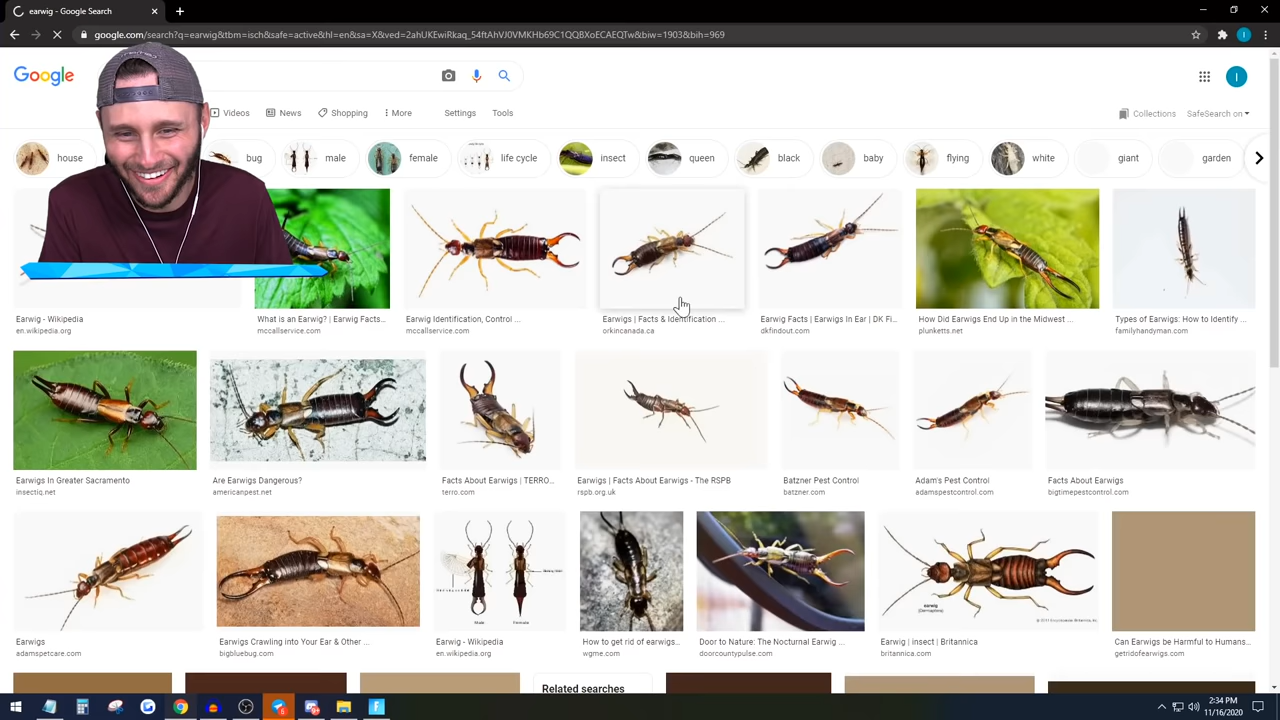 earwig - Google Search
google.com/search?q=earwig&tbm=isch&safe=active&hl=en&sa=X&ved=2ahUKEwiRkaq_54ftAhVJ0VMKHb69C1QQBXoECAEQTw&biw=1903&bih=969
Google
Videos
News
Shopping
More
Settings
Tools
Collections
SafeSearch on
I
house
bug
male
female
life cycle
insect
queen
black
baby
flying
white
giant
garden
Earwig - Wikipedia
en.wikipedia.org
What is an Earwig? | Earwig Facts...
mccallservice.com
Earwig Identification, Control ...
mccallservice.com
Earwigs | Facts & Identification ...
orkincanada.ca
Earwig Facts | Earwigs In Ear | DK Fi...
dkfindout.com
How Did Earwigs End Up in the Midwest ...
plunketts.net
Types of Earwigs: How to Identify ...
familyhandyman.com
Earwigs In Greater Sacramento
insectiq.net
Are Earwigs Dangerous?
americanpest.net
Facts About Earwigs | TERRO...
terro.com
Earwigs | Facts About Earwigs - The RSPB
rspb.org.uk
Batzner Pest Control
batzner.com
Adam's Pest Control
adamspestcontrol.com
Facts About Earwigs
bigtimepestcontrol.com
Male
Female
earwig
(Dermaptera)
Earwigs
adamspetcare.com
Earwigs Crawling into Your Ear & Other ...
bigbluebug.com
Earwig - Wikipedia
en.wikipedia.org
How to get rid of earwigs...
wgme.com
Door to Nature: The Nocturnal Earwig ...
doorcountypulse.com
Earwig | insect | Britannica
britannica.com
Can Earwigs be Harmful to Humans...
getridofearwigs.com
Related searches
2:34 PM
11/16/2020